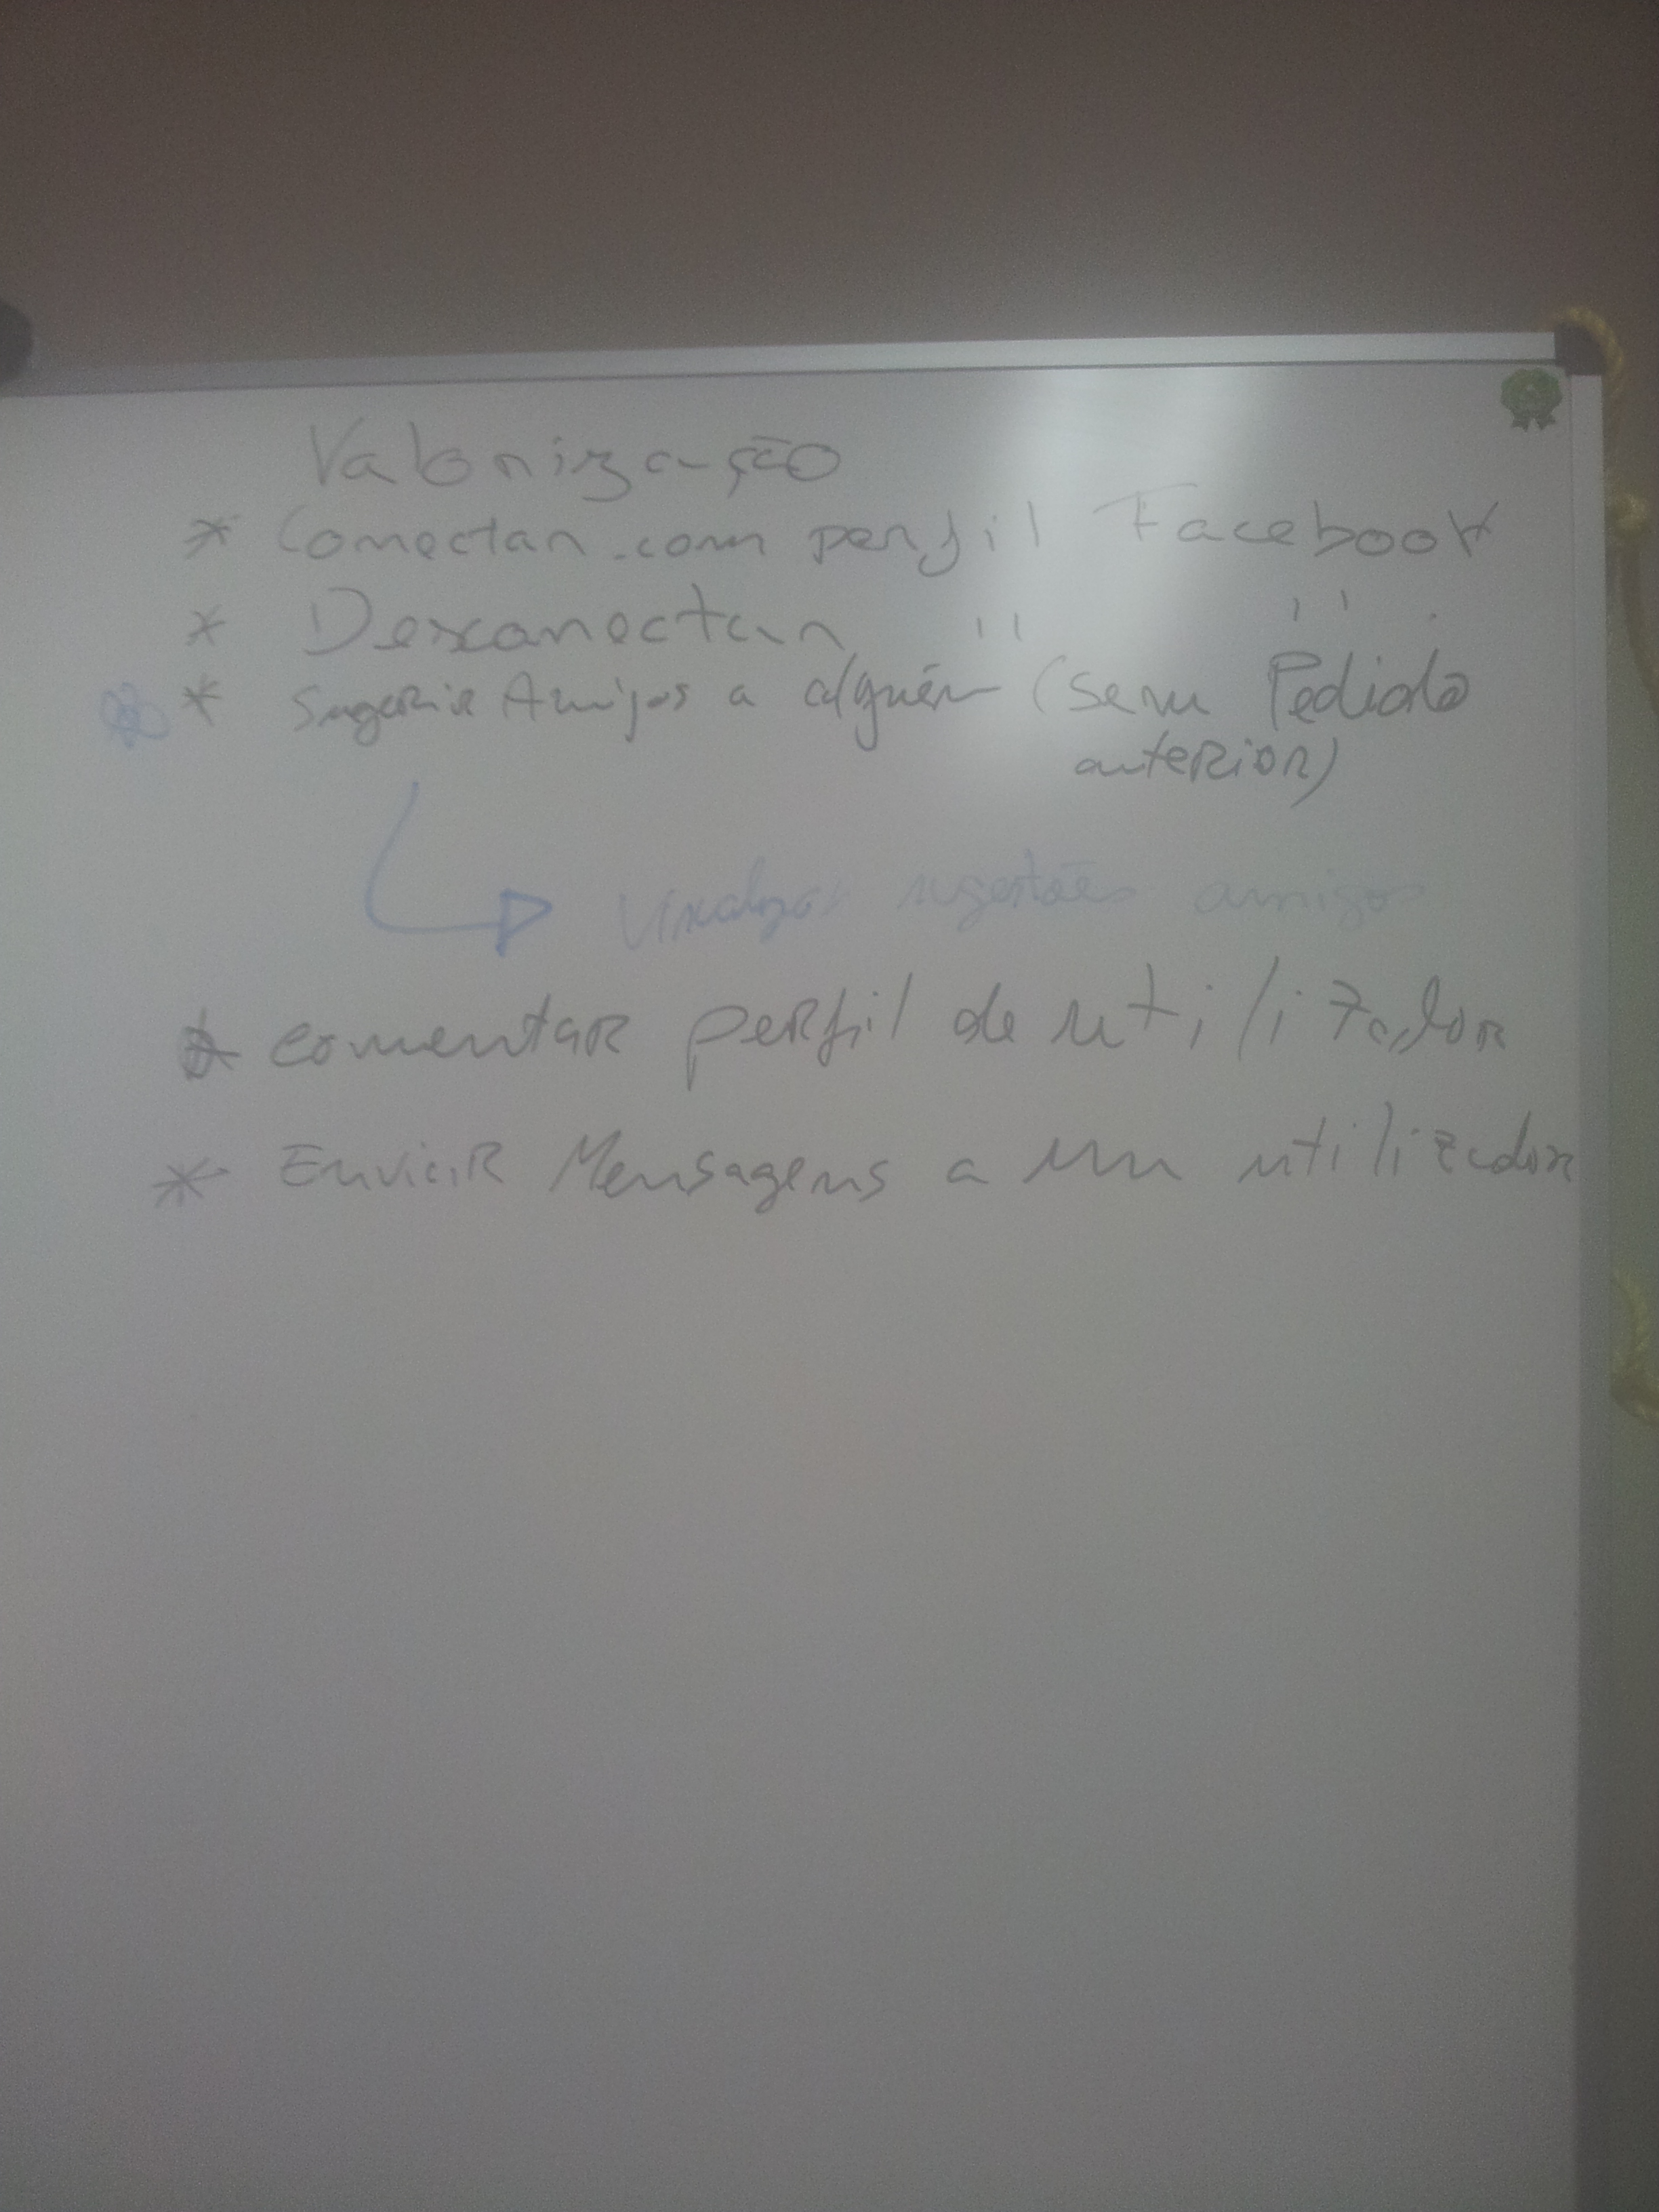 Valorização
* Conectar com perfil Facebook
* Desconectar " "
* Sugerir Amigos a alguém (sem Pedido
anterior)
Visualizar sugestões amigos
* comentar perfil de utilizador
* Enviar Mensagens a um utilizador